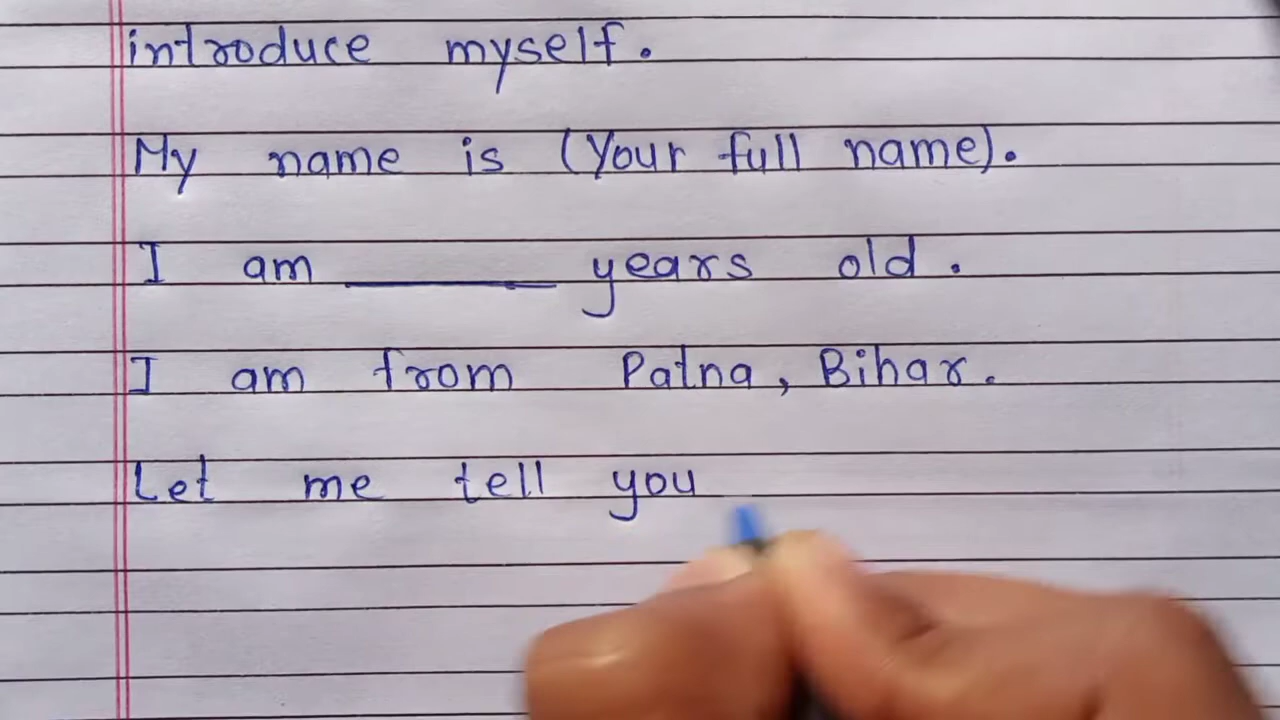 introduce myself.
My name is (Your full name).
I am ______ years old.
I am from Patna, Bihar.
Let me tell you